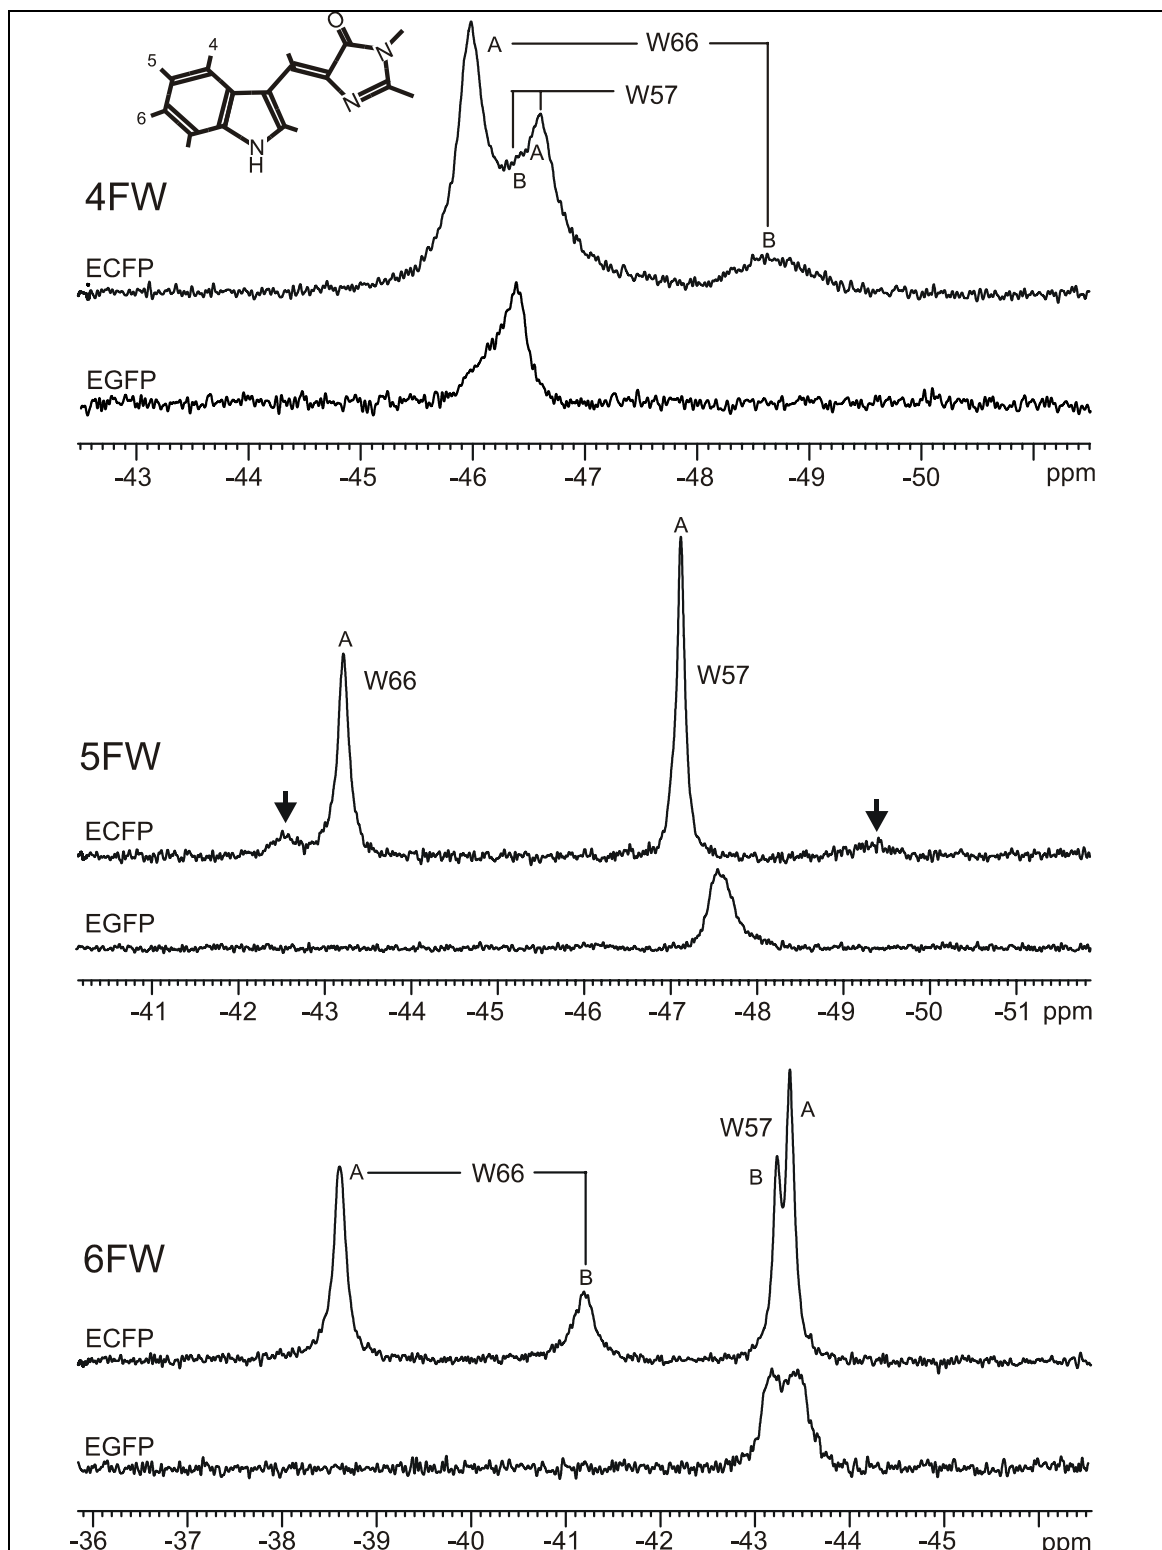 O
N
N
N
H
4
5
6
A W66
W57
A
B
B
4FW
ECFP
EGFP
-43 -44 -45 -46 -47 -48 -49 -50 ppm
A
A
W66
W57
5FW
ECFP
EGFP
-41 -42 -43 -44 -45 -46 -47 -48 -49 -50 -51 ppm
A
W57
A W66
B
B
6FW
ECFP
EGFP
-36 -37 -38 -39 -40 -41 -42 -43 -44 -45 ppm